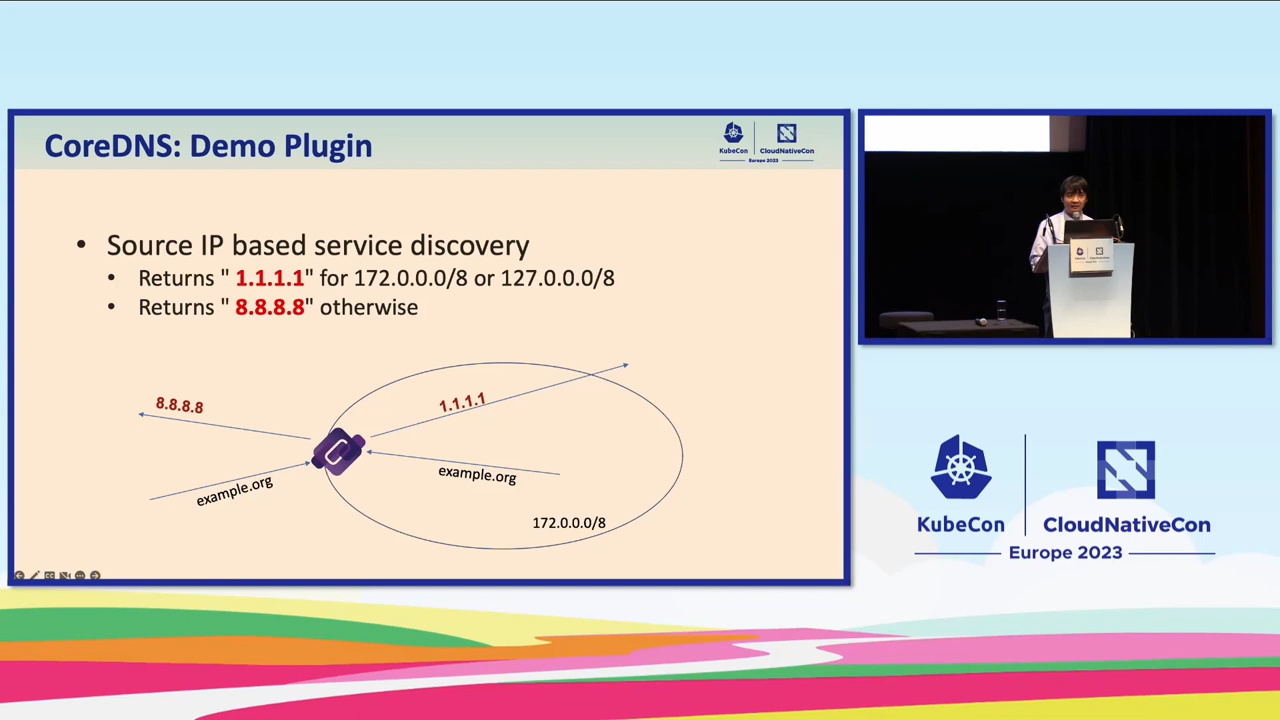 CoreDNS: Demo Plugin
KubeCon
CloudNativeCon
Europe 2023
• Source IP based service discovery
• Returns " 1.1.1.1" for 172.0.0.0/8 or 127.0.0.0/8
• Returns " 8.8.8.8" otherwise
8.8.8.8
1.1.1.1
example.org
example.org
172.0.0.0/8
KubeCon
CloudNativeCon
Europe 2023